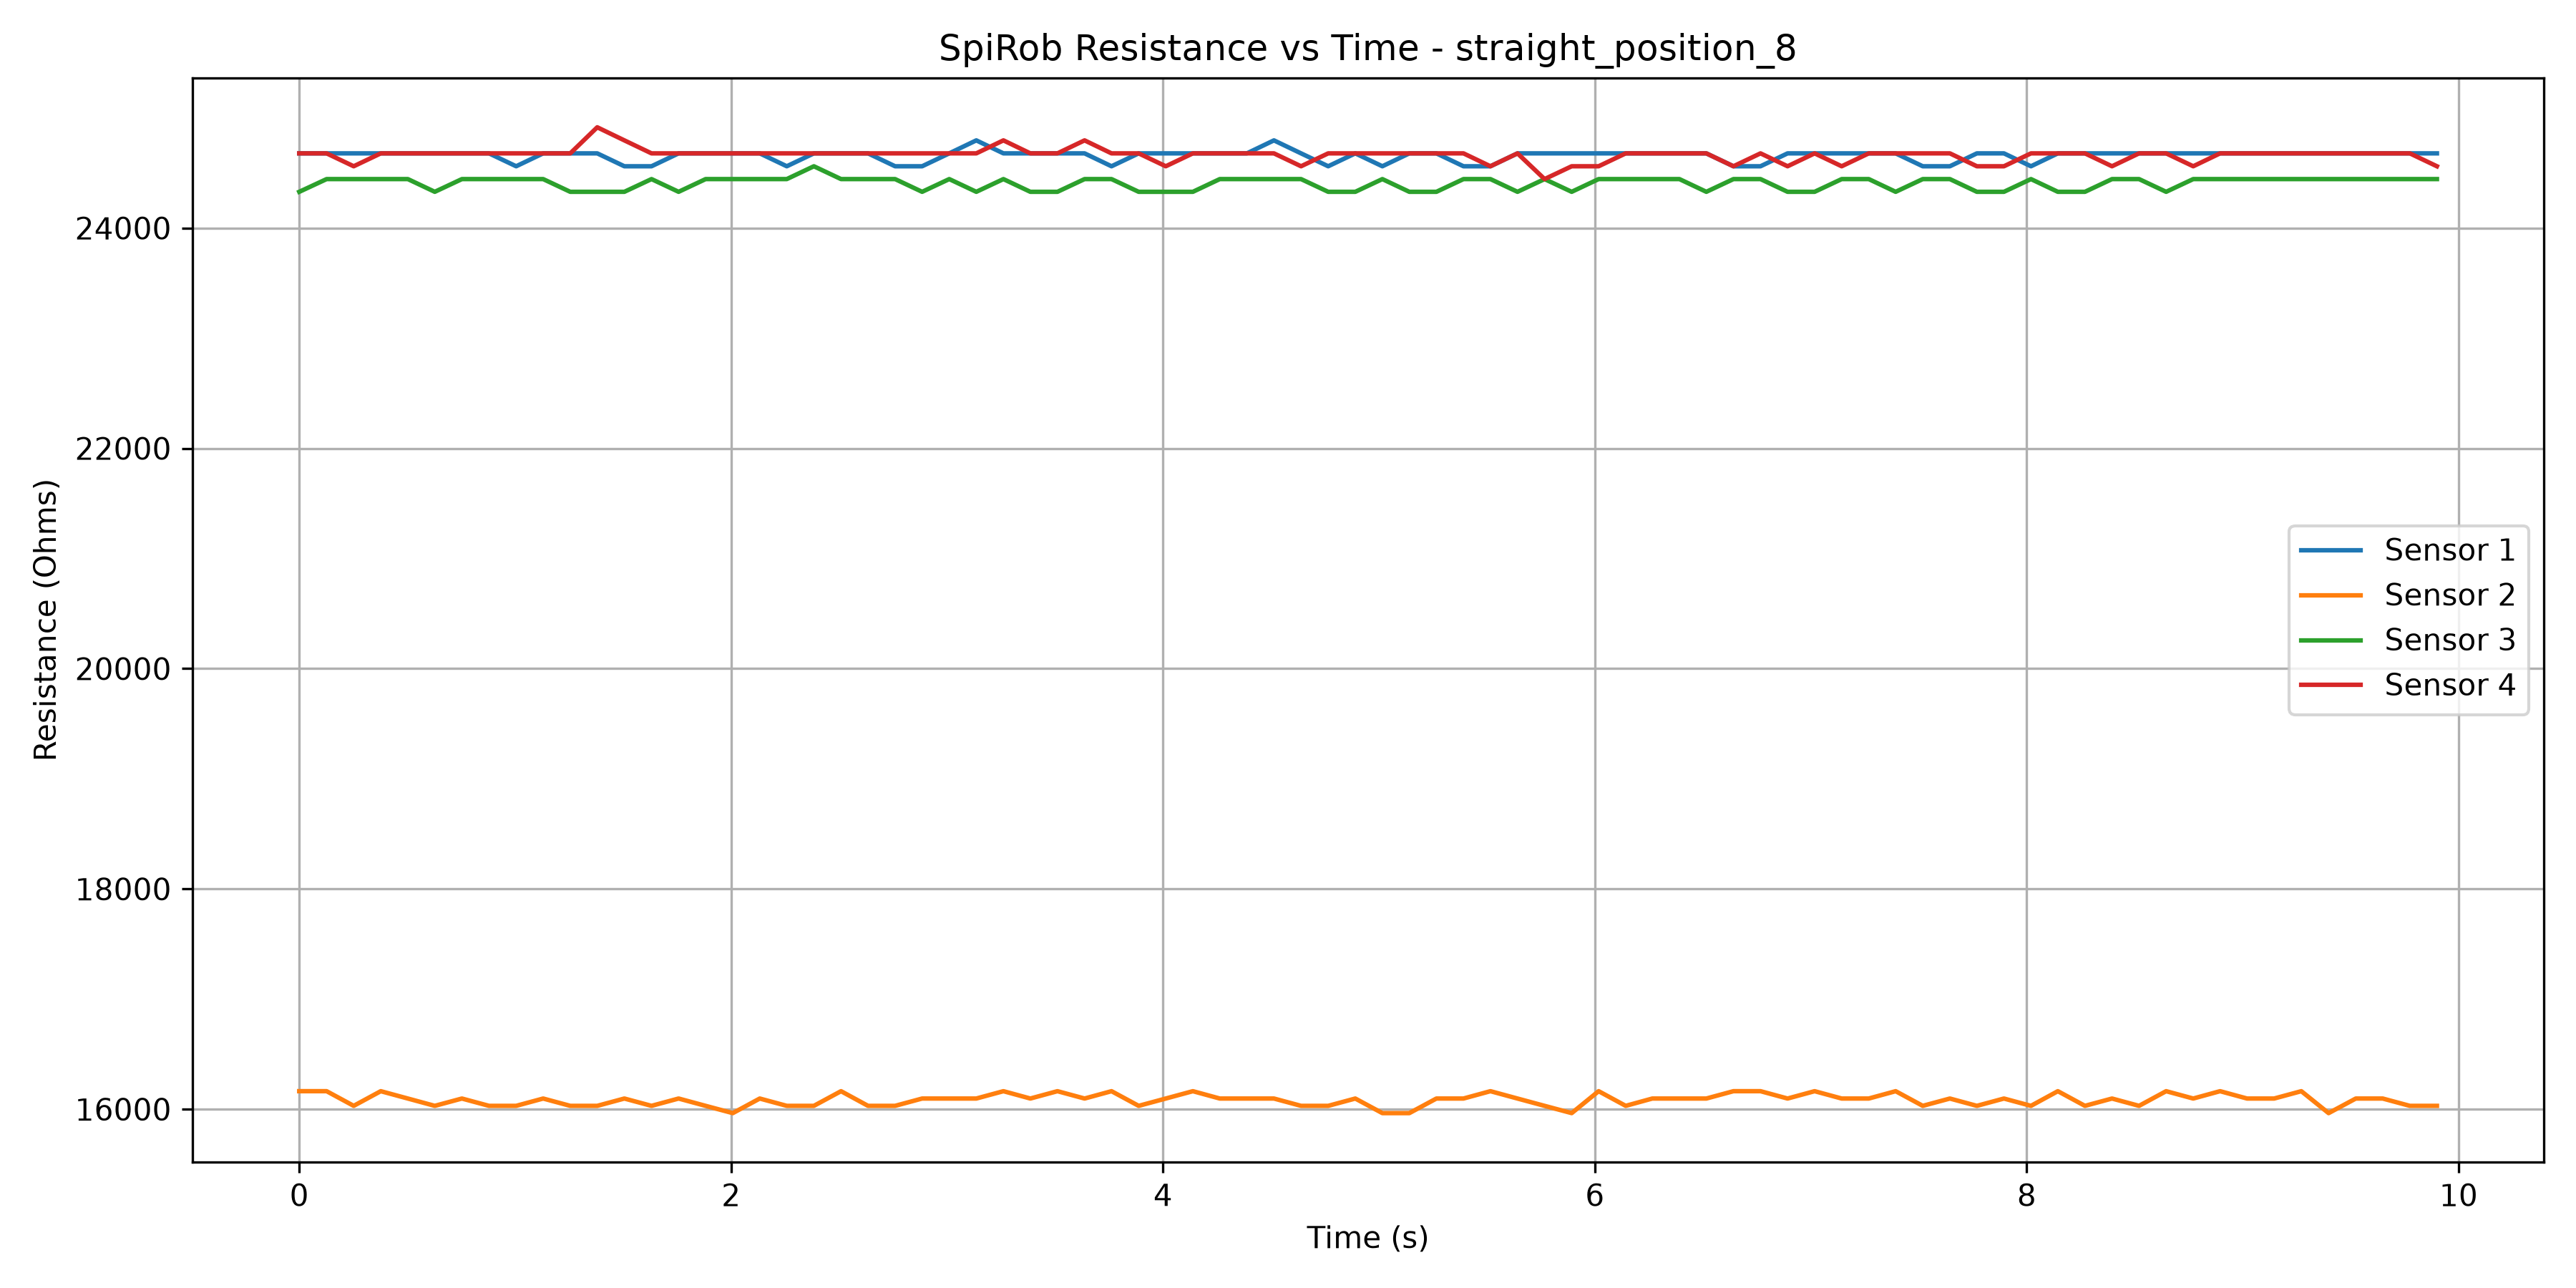 SpiRob Resistance vs Time - straight_position_8
Resistance (Ohms)
24000
22000
20000
18000
16000
Sensor 1
Sensor 2
Sensor 3
Sensor 4
0 2 4 6 8 10
Time (s)